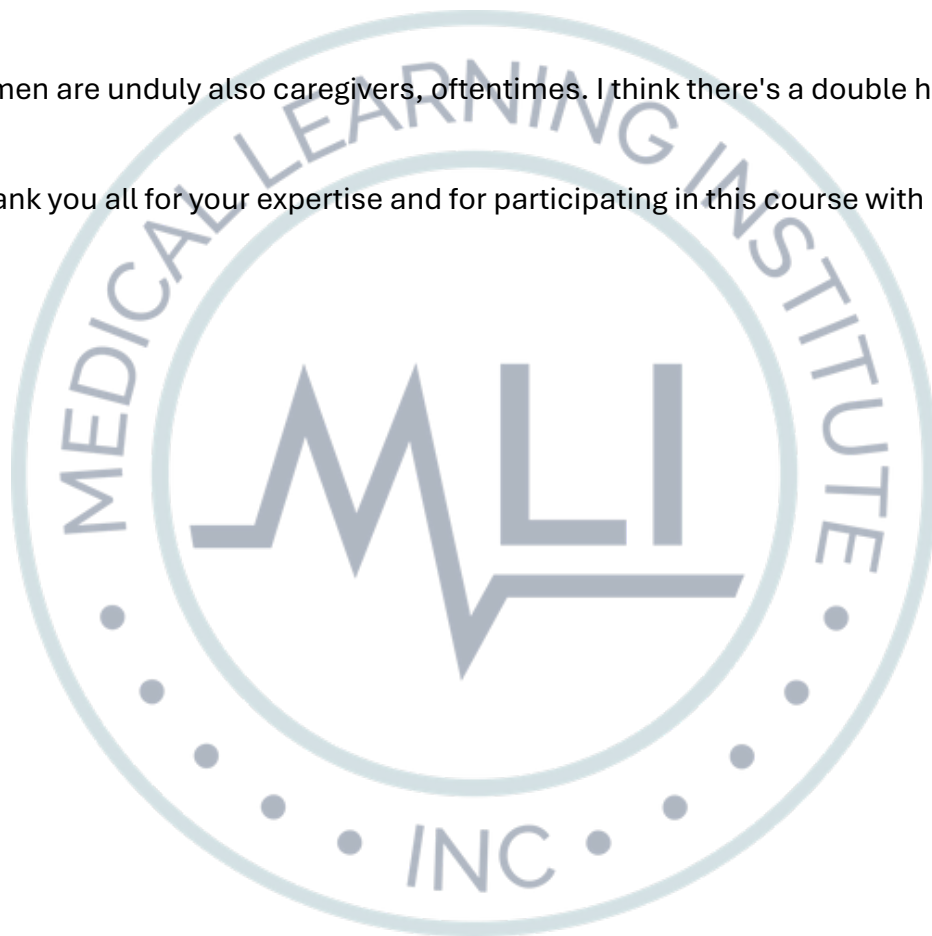 men are unduly also caregivers, oftentimes. I think there's a double h
ank you all for your expertise and for participating in this course with
MEDICAL LEARNING INSTITUTE
MLI
INC